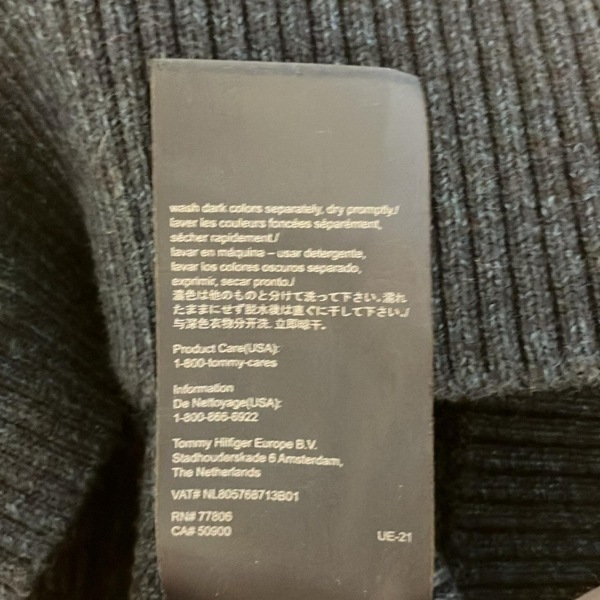 wash dark colors separately, dry promptly./
laver les couleurs foncées séparément,
sécher rapidement./
lavar en máquina – usar detergente,
lavar los colores oscuros separado,
exprimir, secar pronto./
濃色は他のものと分けて洗って下さい。濡れ
たままにせず脱水後は直ぐに干して下さい。/
与深色衣物分开洗, 立即晾干。
Product Care(USA):
1-800-tommy-cares
Information
De Nettoyage(USA):
1-800-866-6922
Tommy Hilfiger Europe B.V.
Stadhouderskade 6 Amsterdam,
The Netherlands
VAT# NL805768713B01
RN# 77806
CA# 50900
UE-21